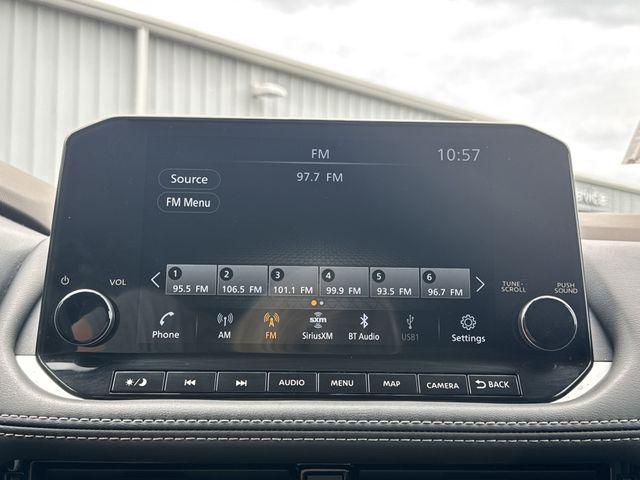 FM
10:57
97.7 FM
Source
FM Menu
VOL
TUNE·
SCROLL
PUSH
SOUND
1 2 3 4 5 6
95.5 FM 106.5 FM 101.1 FM 99.9 FM 93.5 FM 96.7 FM
sxm
Phone AM FM SiriusXM BT Audio USB1 Settings
AUDIO MENU MAP CAMERA BACK